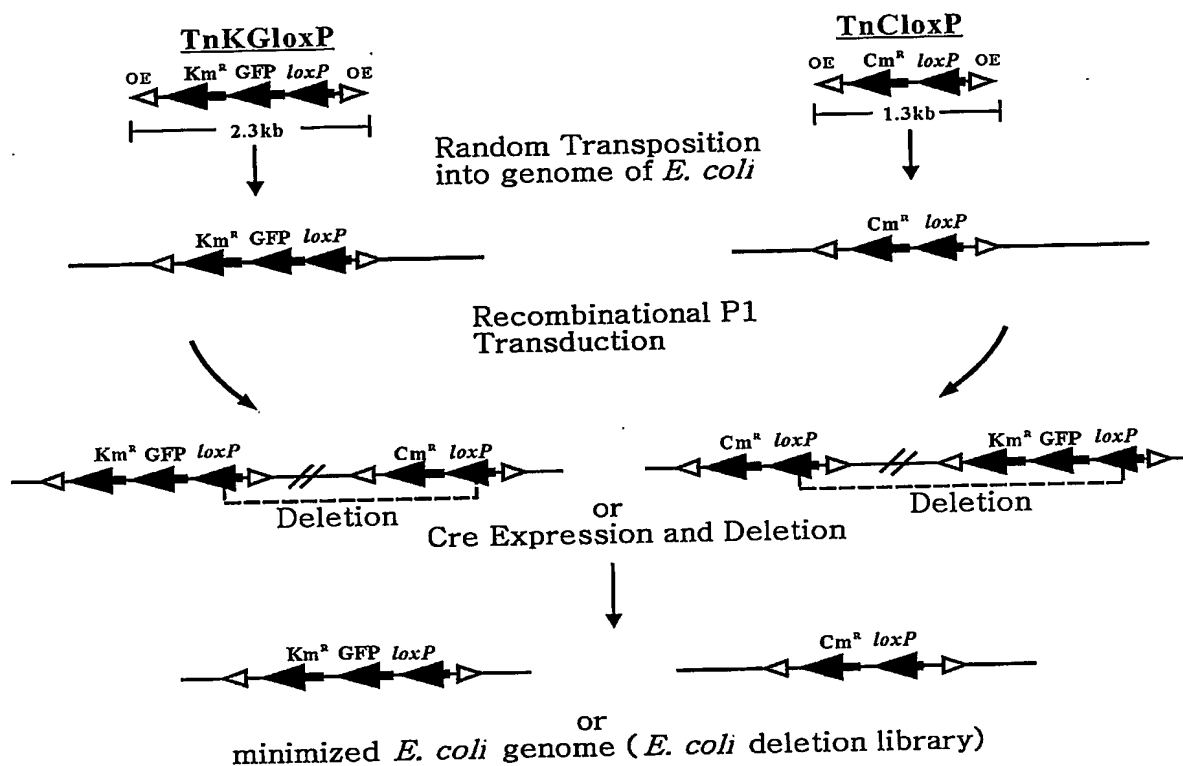 TnKGloxP
OE Km^R GFP loxP OE
2.3kb
TnCloxP
OE Cm^R loxP OE
1.3kb
Random Transposition
into genome of E. coli
Km^R GFP loxP
Cm^R loxP
Recombinational P1
Transduction
Km^R GFP loxP Cm^R loxP
Deletion
Cm^R loxP Km^R GFP loxP
Deletion
or
Cre Expression and Deletion
Km^R GFP loxP
Cm^R loxP
or
minimized E. coli genome ( E. coli deletion library)